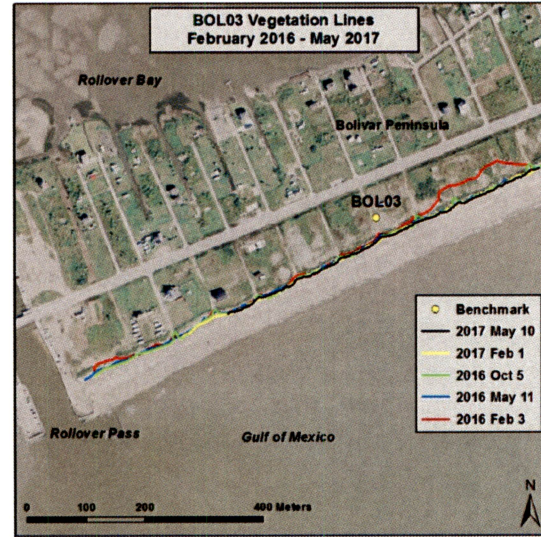 BOL03 Vegetation Lines
February 2016 - May 2017
Rollover Bay
Bolivar Peninsula
BOL03
Benchmark
2017 May 10
2017 Feb 1
2016 Oct 5
2016 May 11
2016 Feb 3
Rollover Pass
Gulf of Mexico
N
0 100 200 400 Meters